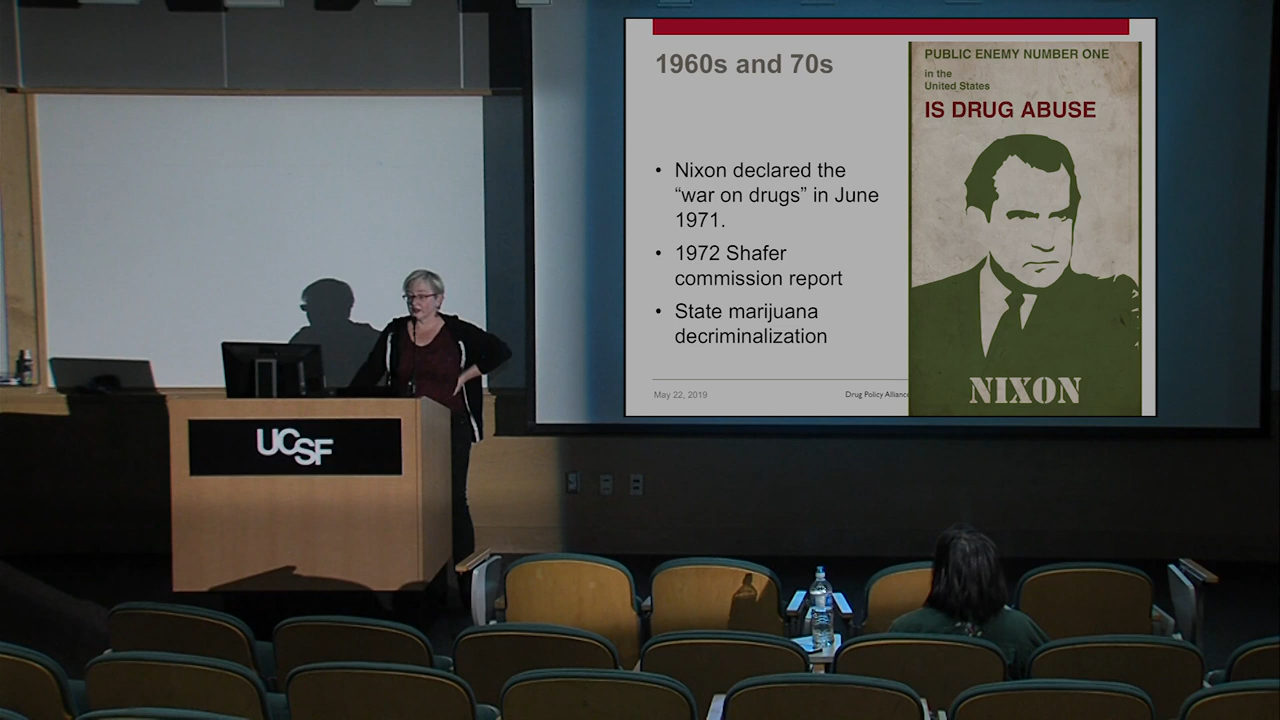 1960s and 70s
• Nixon declared the
“war on drugs” in June
1971.
• 1972 Shafer
commission report
• State marijuana
decriminalization
May 22, 2019
Drug Policy Alliance
PUBLIC ENEMY NUMBER ONE
in the
United States
IS DRUG ABUSE
NIXON
UCSF